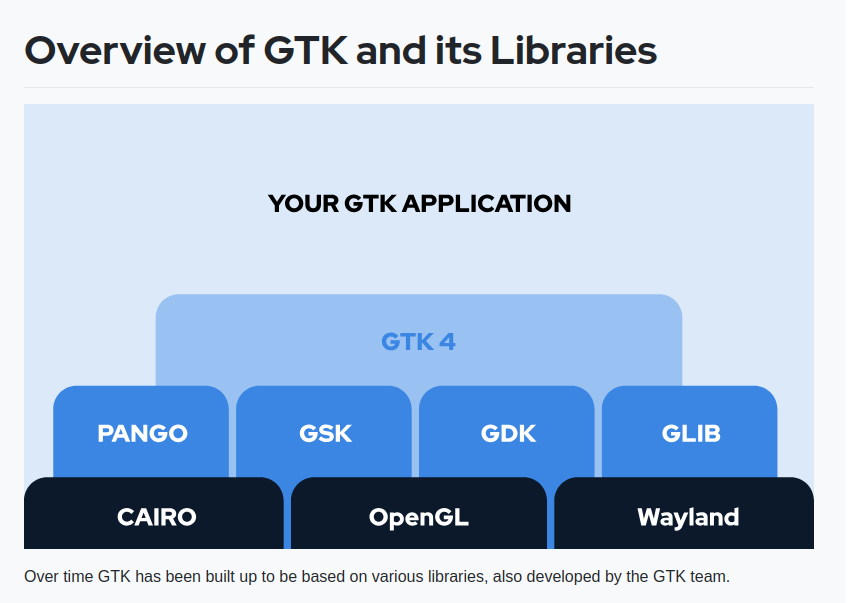 Overview of GTK and its Libraries
YOUR GTK APPLICATION
GTK 4
PANGO GSK GDK GLIB
CAIRO OpenGL Wayland
Over time GTK has been built up to be based on various libraries, also developed by the GTK team.